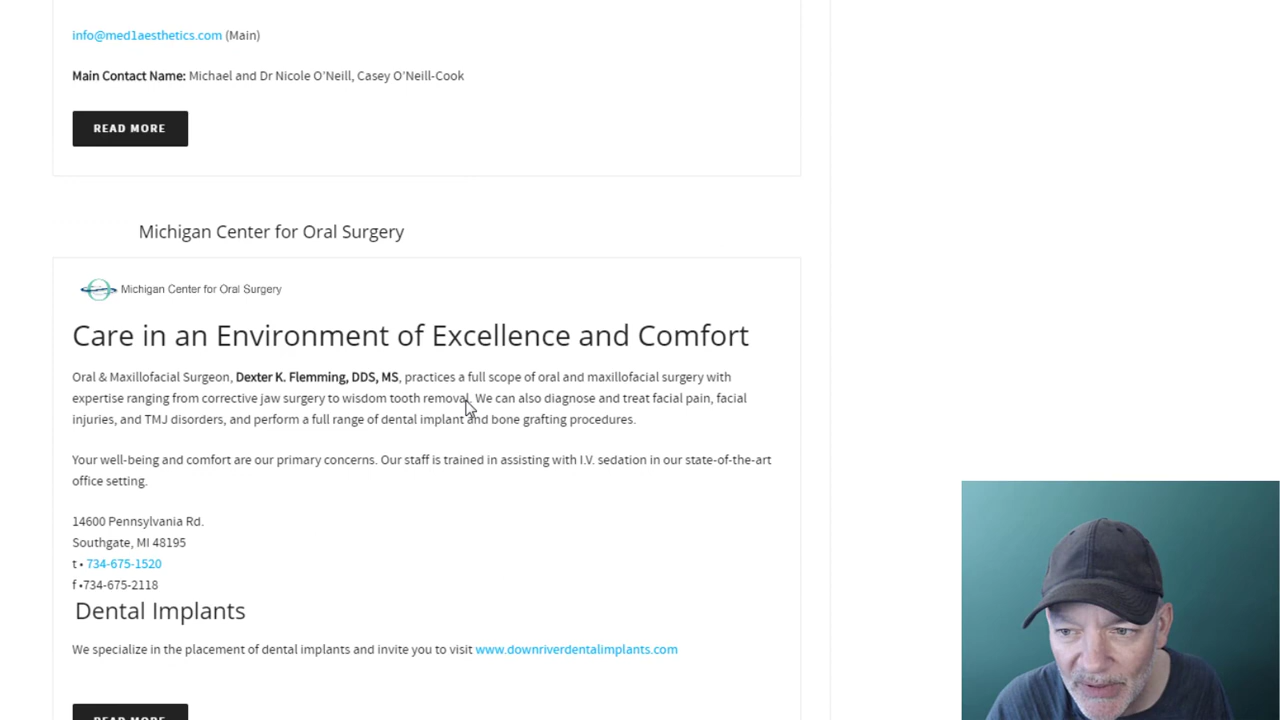 info@med1aesthetics.com (Main)
Main Contact Name: Michael and Dr Nicole O'Neill, Casey O'Neill-Cook
READ MORE
Michigan Center for Oral Surgery
Michigan Center for Oral Surgery
Care in an Environment of Excellence and Comfort
Oral & Maxillofacial Surgeon, Dexter K. Flemming, DDS, MS, practices a full scope of oral and maxillofacial surgery with
expertise ranging from corrective jaw surgery to wisdom tooth removal. We can also diagnose and treat facial pain, facial
injuries, and TMJ disorders, and perform a full range of dental implant and bone grafting procedures.
Your well-being and comfort are our primary concerns. Our staff is trained in assisting with I.V. sedation in our state-of-the-art
office setting.
14600 Pennsylvania Rd.
Southgate, MI 48195
t • 734-675-1520
f •734-675-2118
Dental Implants
We specialize in the placement of dental implants and invite you to visit www.downriverdentalimplants.com
READ MORE